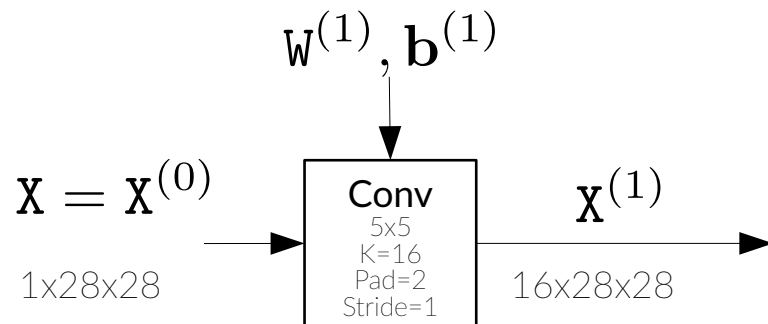 W^(1), b^(1)
X = X^(0)
1x28x28
Conv
5x5
K=16
Pad=2
Stride=1
X^(1)
16x28x28